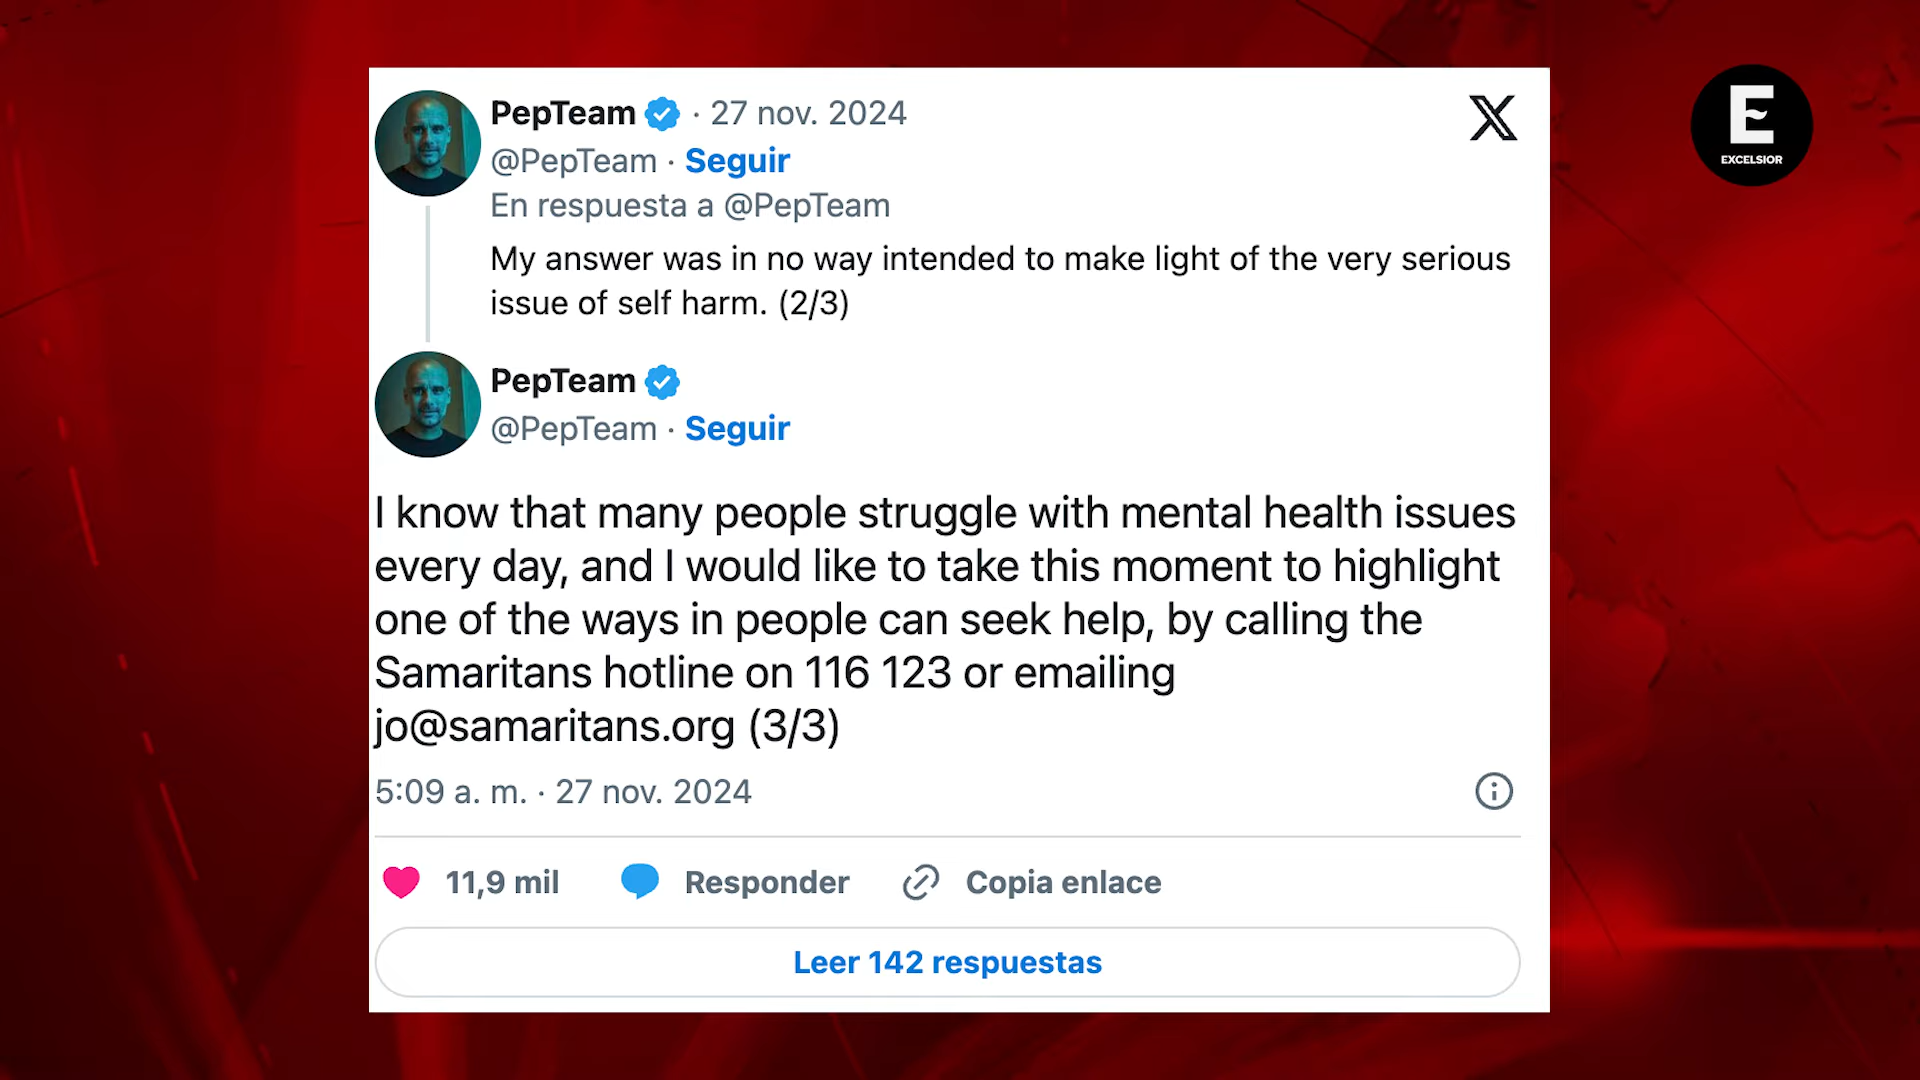 PepTeam · 27 nov. 2024
@PepTeam · Seguir
En respuesta a @PepTeam
My answer was in no way intended to make light of the very serious
issue of self harm. (2/3)
E
EXCELSIOR
PepTeam
@PepTeam · Seguir
I know that many people struggle with mental health issues
every day, and I would like to take this moment to highlight
one of the ways in people can seek help, by calling the
Samaritans hotline on 116 123 or emailing
jo@samaritans.org (3/3)
5:09 a. m. · 27 nov. 2024
11,9 mil Responder Copia enlace
Leer 142 respuestas